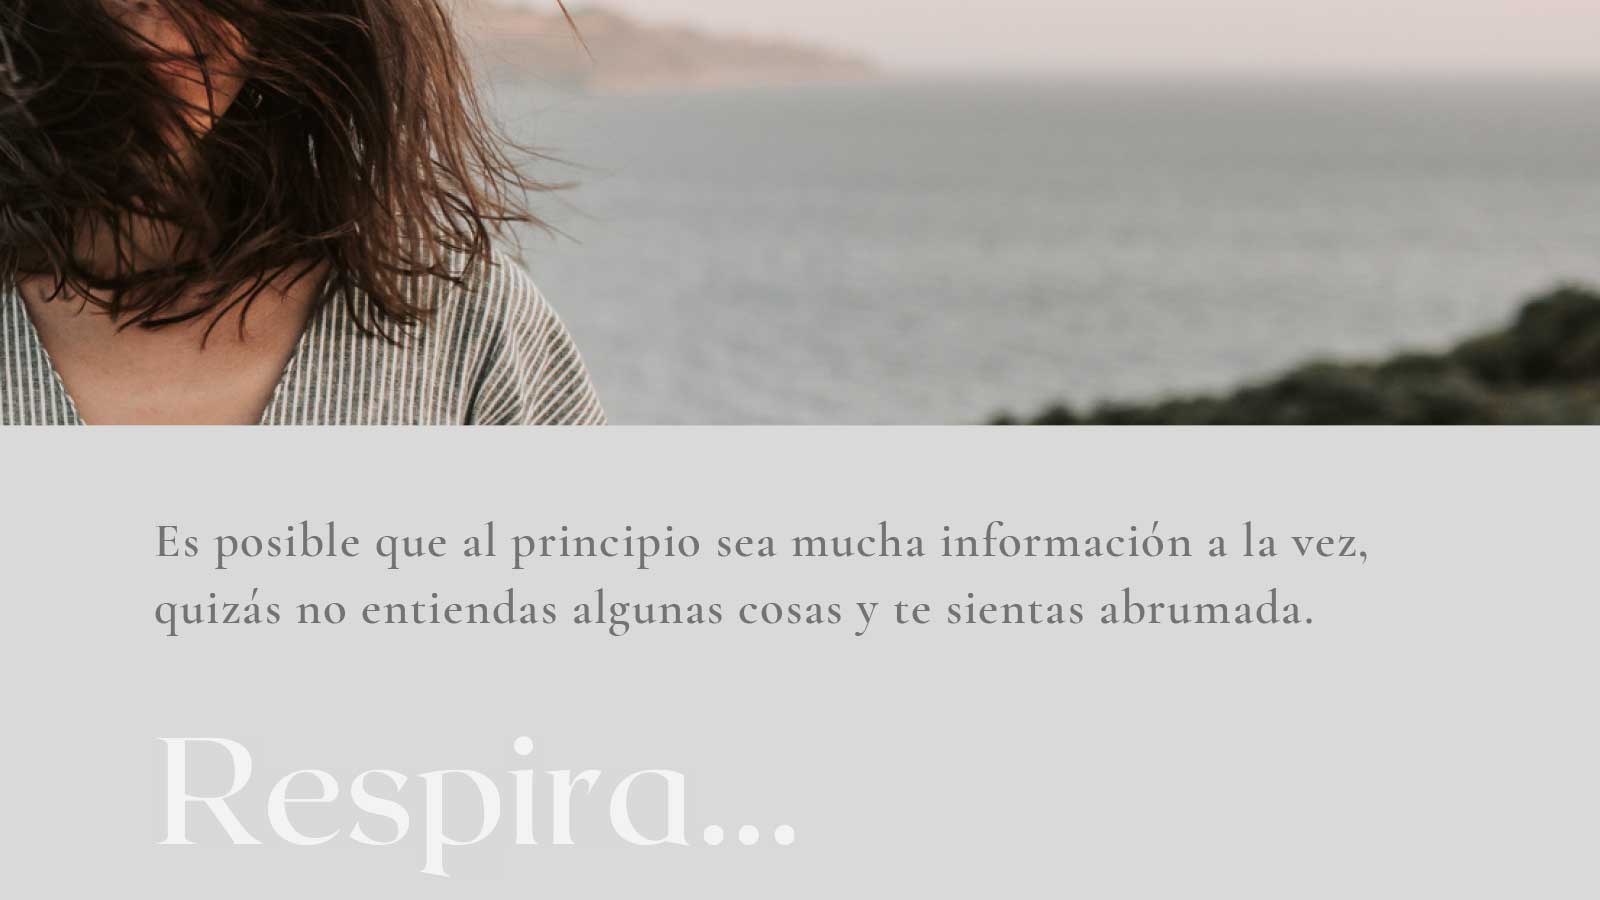 Es posible que al principio sea mucha información a la vez,
quizás no entiendas algunas cosas y te sientas abrumada.
Respira...